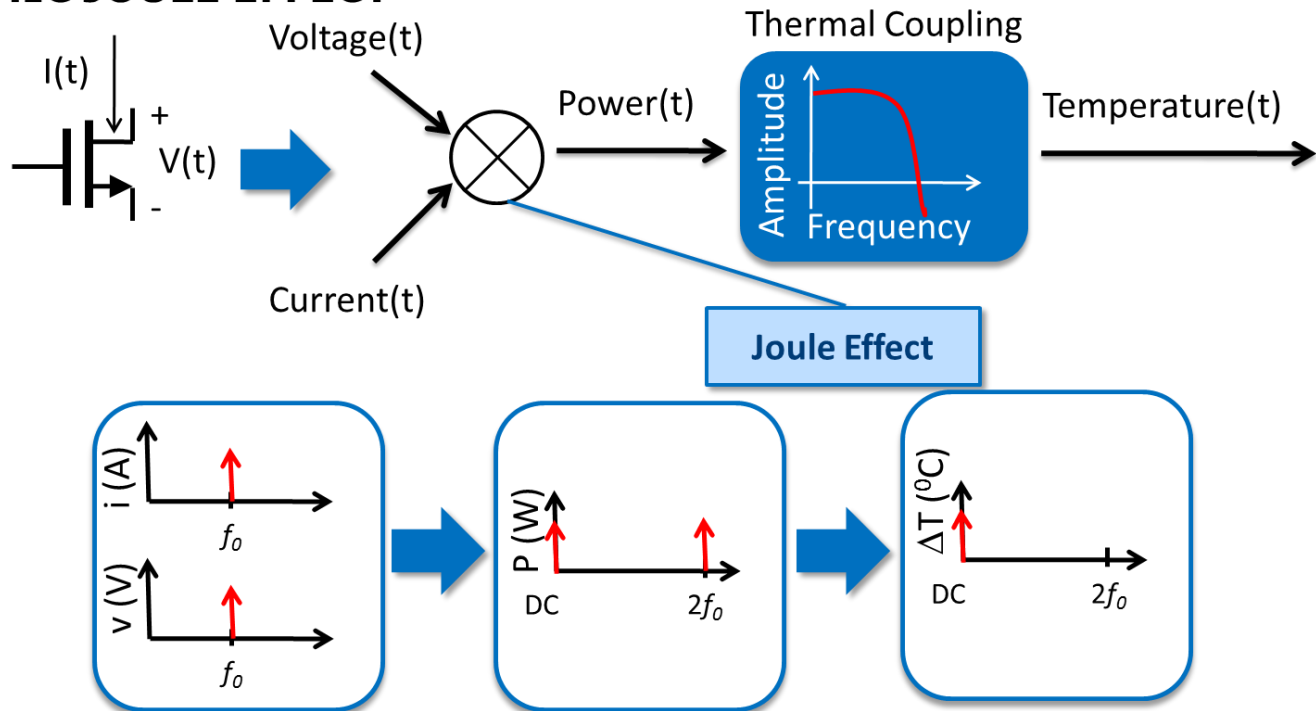 Voltage(t)
Thermal Coupling
I(t)
+
V(t)
-
Power(t)
Amplitude
Frequency
Temperature(t)
Current(t)
Joule Effect
i (A)
f0
v (V)
f0
P (W)
DC
2f0
ΔT (⁰C)
DC
2f0